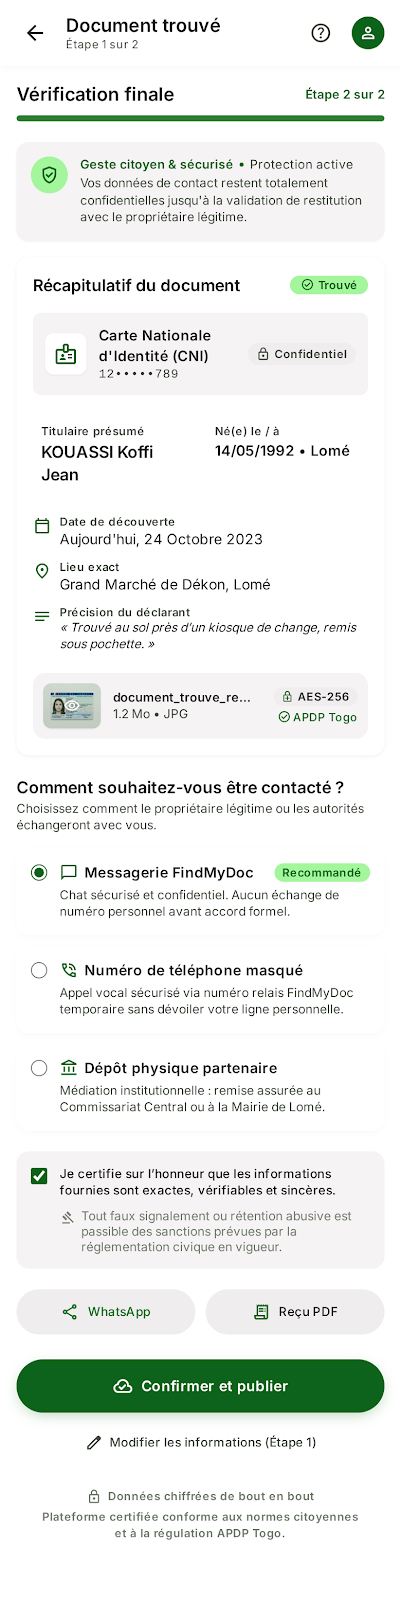 Document trouvé
Étape 1 sur 2
Vérification finale
Étape 2 sur 2
Geste citoyen & sécurisé • Protection active
Vos données de contact restent totalement
confidentielles jusqu'à la validation de restitution
avec le propriétaire légitime.
Récapitulatif du document
Trouvé
Carte Nationale
d'Identité (CNI)
12•••••789
Confidentiel
Titulaire présumé
KOUASSI Koffi
Jean
Né(e) le / à
14/05/1992 • Lomé
Date de découverte
Aujourd'hui, 24 Octobre 2023
Lieu exact
Grand Marché de Dékon, Lomé
Précision du déclarant
« Trouvé au sol près d'un kiosque de change, remis
sous pochette. »
document_trouve_re...
1.2 Mo • JPG
AES-256
APDP Togo
Comment souhaitez-vous être contacté ?
Choisissez comment le propriétaire légitime ou les autorités
échangeront avec vous.
Messagerie FindMyDoc
Recommandé
Chat sécurisé et confidentiel. Aucun échange de
numéro personnel avant accord formel.
Numéro de téléphone masqué
Appel vocal sécurisé via numéro relais FindMyDoc
temporaire sans dévoiler votre ligne personnelle.
Dépôt physique partenaire
Médiation institutionnelle : remise assurée au
Commissariat Central ou à la Mairie de Lomé.
Je certifie sur l'honneur que les informations
fournies sont exactes, vérifiables et sincères.
Tout faux signalement ou rétention abusive est
passible des sanctions prévues par la
réglementation civique en vigueur.
WhatsApp
Reçu PDF
Confirmer et publier
Modifier les informations (Étape 1)
Données chiffrées de bout en bout
Plateforme certifiée conforme aux normes citoyennes
et à la régulation APDP Togo.